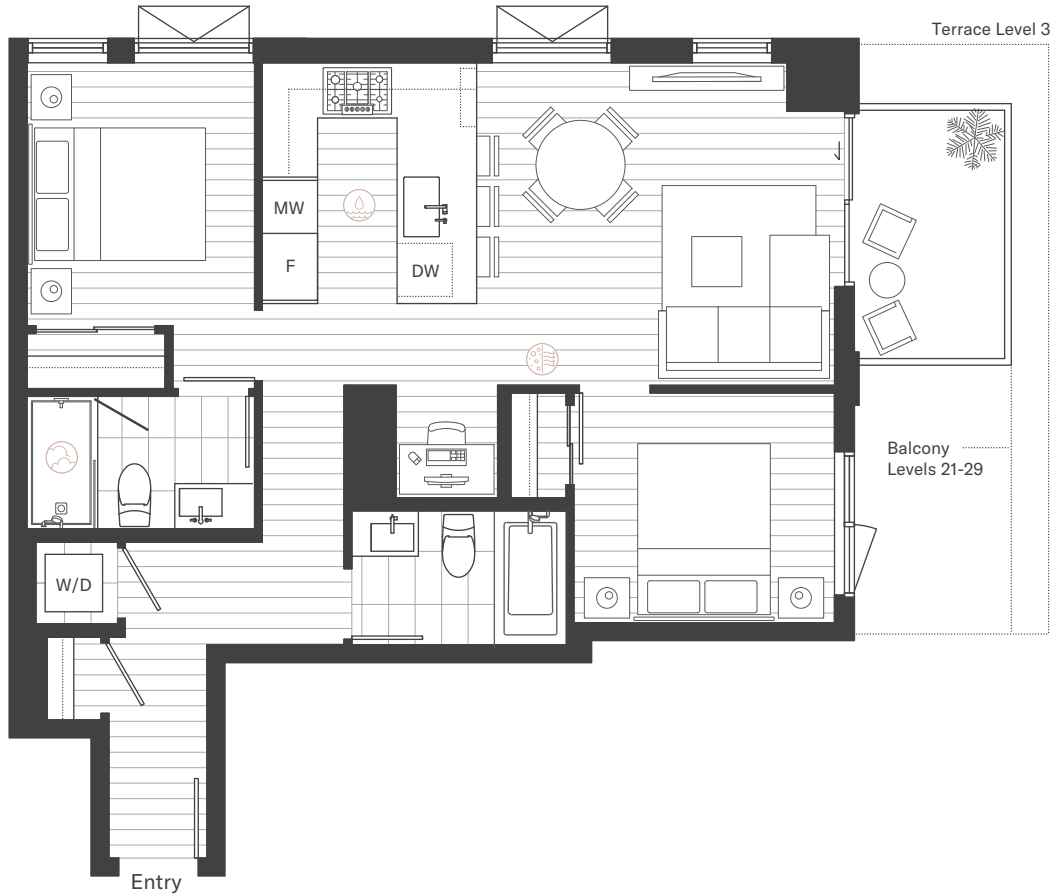 Terrace Level 3
MW
F
DW
Balcony
Levels 21-29
W/D
Entry